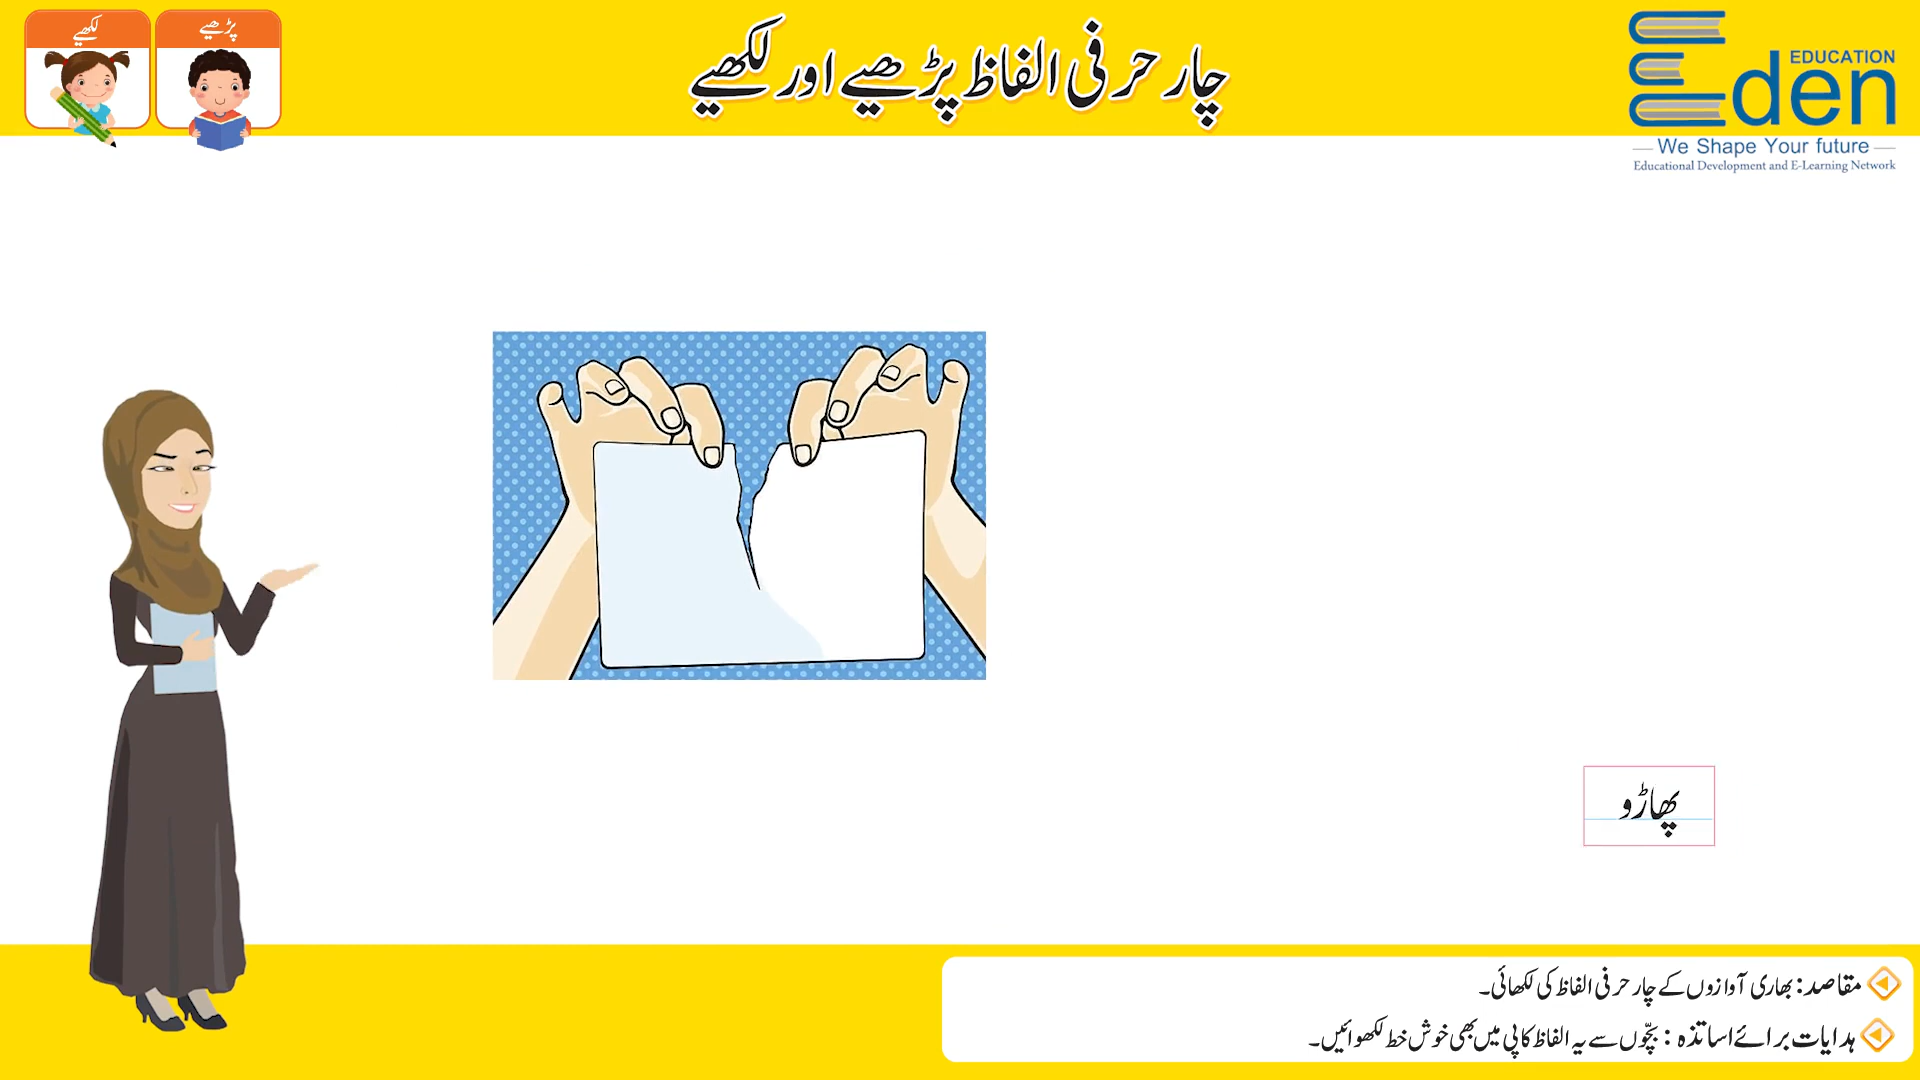 لکھیے
پڑھیے
چار حرفی الفاظ پڑھیے اور لکھیے
EDUCATION
Eden
We Shape Your future
Educational Development and E-Learning Network
پھاڑو
مقاصد: بھاری آوازوں کے چار حرفی الفاظ کی لکھائی۔
ہدایات برائے اساتذہ: بچّوں سے یہ الفاظ کاپی میں بھی خوش خط لکھوائیں۔